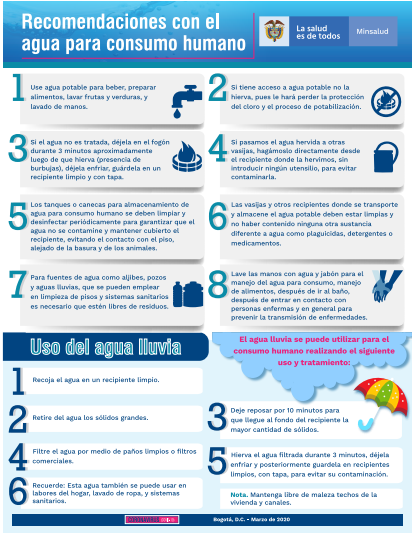 Recomendaciones con el
agua para consumo humano
La salud
es de todos
Minsalud
1
Use agua potable para beber, preparar
alimentos, lavar frutas y verduras, y
lavado de manos.
2
Si tiene acceso a agua potable no la
hierva, pues le hará perder la protección
del cloro y el proceso de potabilización.
3
Si el agua no es tratada, déjela en el fogón
durante 3 minutos aproximadamente
luego de que hierva (presencia de
burbujas), déjela enfriar, guárdela en un
recipiente limpio y con tapa.
4
Si pasamos el agua hervida a otras
vasijas, hagámoslo directamente desde
el recipiente donde la hervimos, sin
introducir ningún utensilio, para evitar
contaminarla.
5
Los tanques o canecas para almacenamiento de
agua para consumo humano se deben limpiar y
desinfectar periódicamente para garantizar que el
agua no se contamine y mantener cubierto el
recipiente, evitando el contacto con el piso,
alejado de la basura y de los animales.
6
Las vasijas y otros recipientes donde se transporte
y almacene el agua potable deben estar limpias y
no haber contenido ninguna otra sustancia
diferente a agua como plaguicidas, detergentes o
medicamentos.
7
Para fuentes de agua como aljibes, pozos
y aguas lluvias, que se pueden emplear
en limpieza de pisos y sistemas sanitarios
es necesario que estén libres de residuos.
8
Lave las manos con agua y jabón para el
manejo del agua para consumo, manejo
de alimentos, después de ir al baño,
después de entrar en contacto con
personas enfermas y en general para
prevenir la transmisión de enfermedades.
Uso del agua lluvia
El agua lluvia se puede utilizar para el
consumo humano realizando el siguiente
uso y tratamiento:
1
Recoja el agua en un recipiente limpio.
2
Retire del agua los sólidos grandes.
3
Deje reposar por 10 minutos para
que llegue al fondo del recipiente la
mayor cantidad de sólidos.
4
Filtre el agua por medio de paños limpios o filtros
comerciales.
5
Hierva el agua filtrada durante 3 minutos, déjela
enfriar y posteriormente guardela en recipientes
limpios, con tapa, para evitar su contaminación.
6
Recuerde: Esta agua también se puede usar en
labores del hogar, lavado de ropa, y sistemas
sanitarios.
Nota. Mantenga libre de maleza techos de la
vivienda y canales.
Bogotá, D.C. • Marzo de 2020